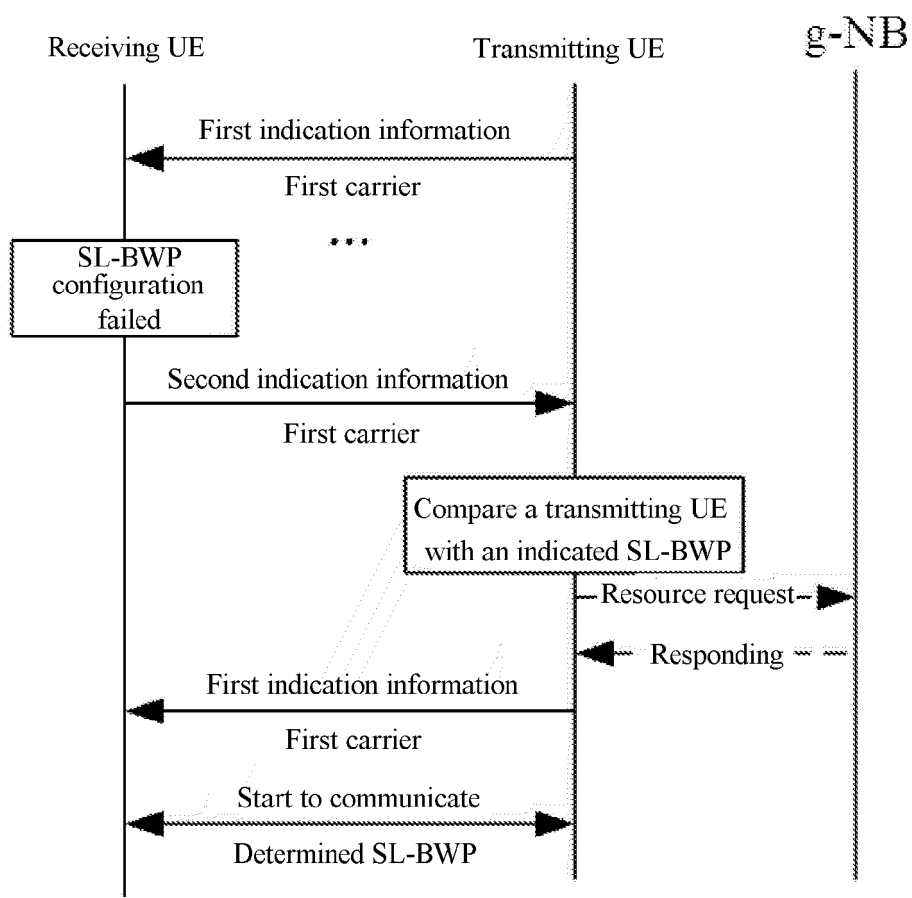 Receiving UE
Transmitting UE
g-NB
First indication information
First carrier
...
SL-BWP
configuration
failed
Second indication information
First carrier
Compare a transmitting UE
with an indicated SL-BWP
Resource request
Responding
First indication information
First carrier
Start to communicate
Determined SL-BWP